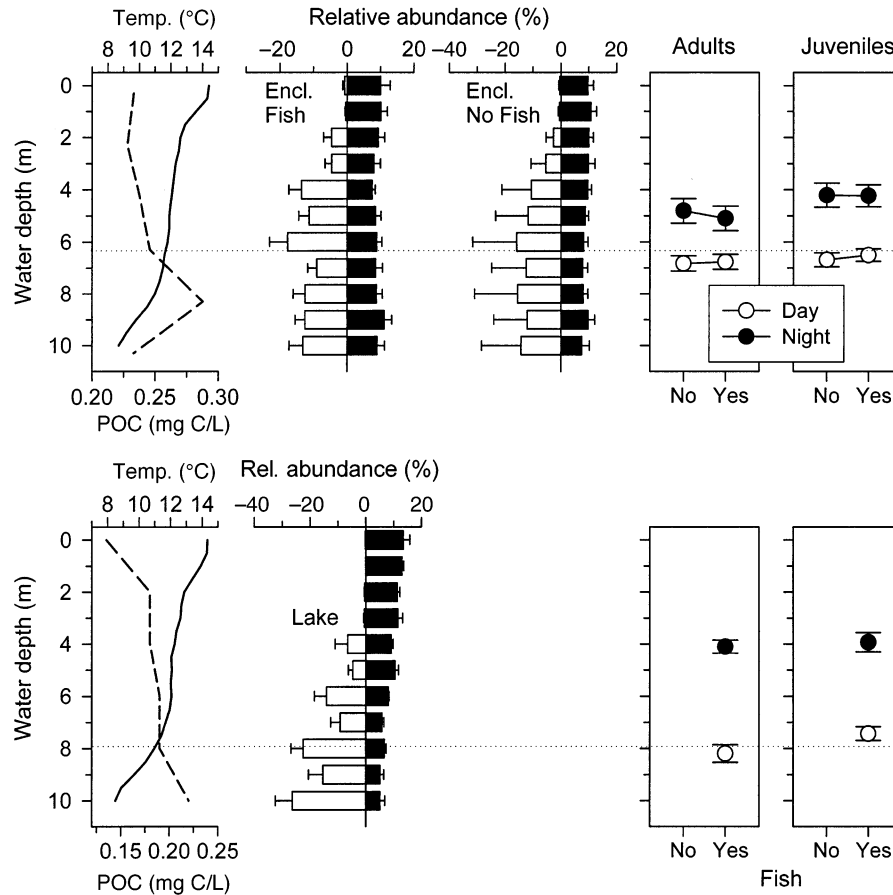 Temp. (°C)
8 10 12 14
Relative abundance (%)
−20 0 20
−40 −20 0 20
Adults
Juveniles
Encl.
Fish
Encl.
No Fish
Water depth (m)
0
2
4
6
8
10
0.20 0.25 0.30
POC (mg C/L)
Day
Night
No Yes
No Yes
Temp. (°C)
8 10 12 14
Rel. abundance (%)
−40 −20 0 20
Lake
Water depth (m)
0
2
4
6
8
10
0.15 0.20 0.25
POC (mg C/L)
No Yes
No Yes
Fish